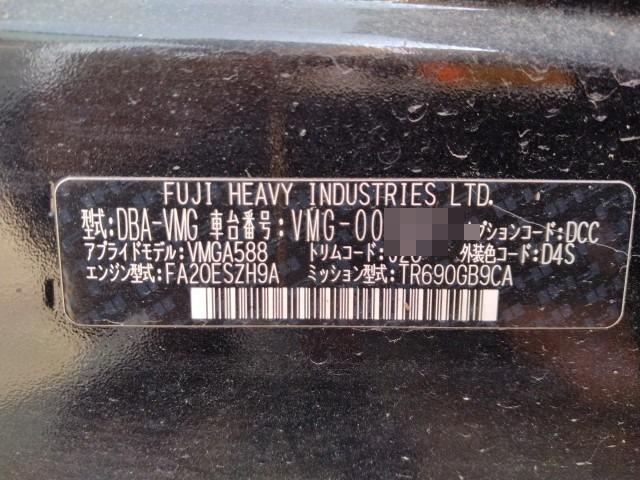 FUJI HEAVY INDUSTRIES LTD.
型式:DBA-VMG 車台番号:VMG-00 プションコード:DCC
アプライドモデル:VMGA588 トリムコード: 外装色コード:D4S
エンジン型式:FA20ESZH9A ミッション型式:TR690GB9CA